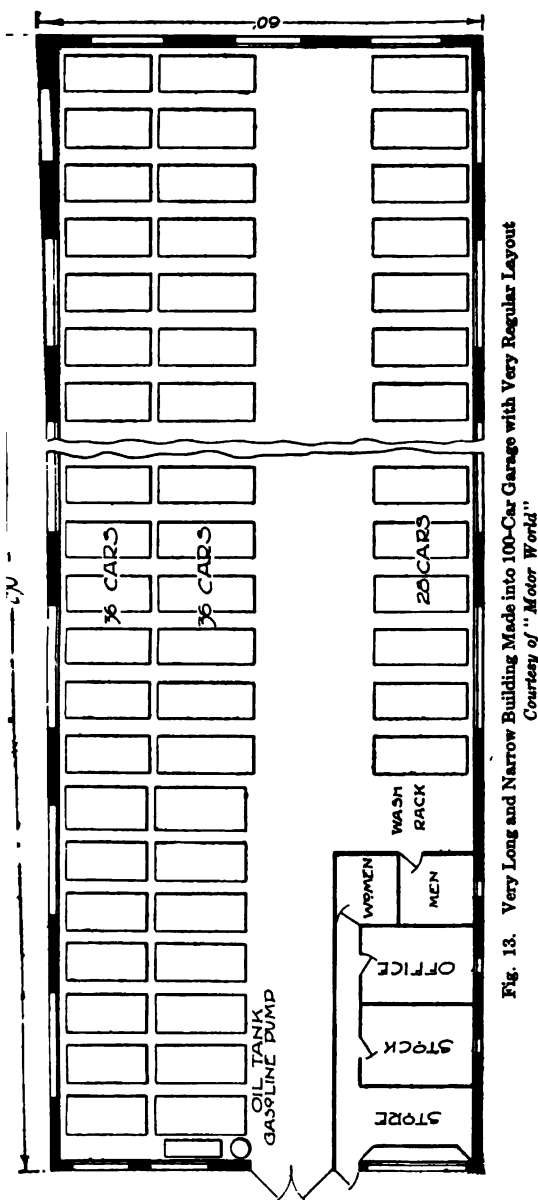 60'
36 CARS
36 CARS
28 CARS
WASH
RACK
WOMEN
MEN
OFFICE
STOCK
STORE
OIL TANK
GASOLINE PUMP
Fig. 13. Very Long and Narrow Building Made into 100-Car Garage with Very Regular Layout
Courtesy of "Motor World"